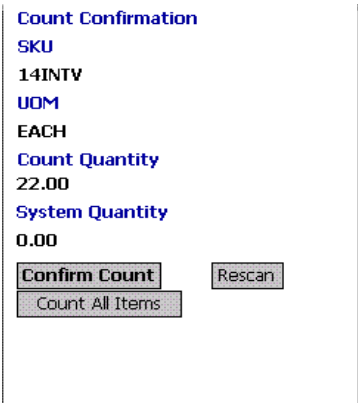 Count Confirmation
SKU
14INTV
UOM
EACH
Count Quantity
22.00
System Quantity
0.00
Confirm Count Rescan
Count All Items